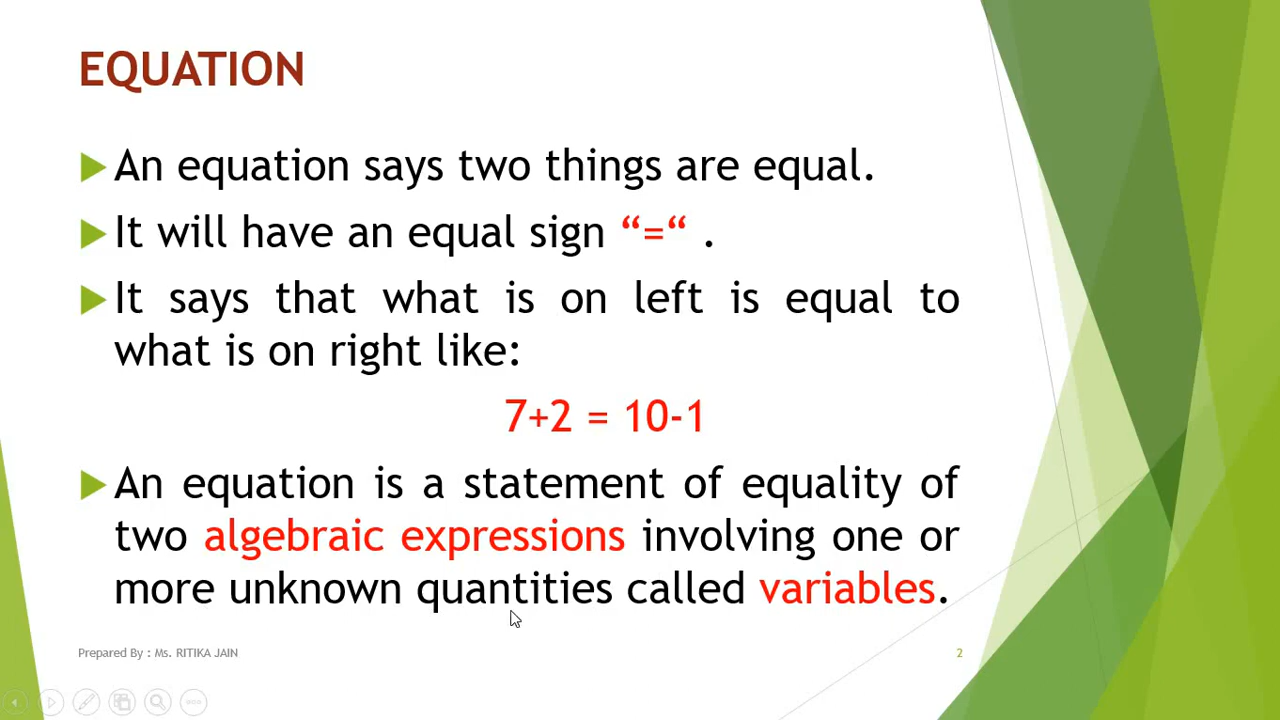 EQUATION
An equation says two things are equal.
It will have an equal sign “=“ .
It says that what is on left is equal to
what is on right like:
7+2 = 10-1
An equation is a statement of equality of
two algebraic expressions involving one or
more unknown quantities called variables.
Prepared By : Ms. RITIKA JAIN
2